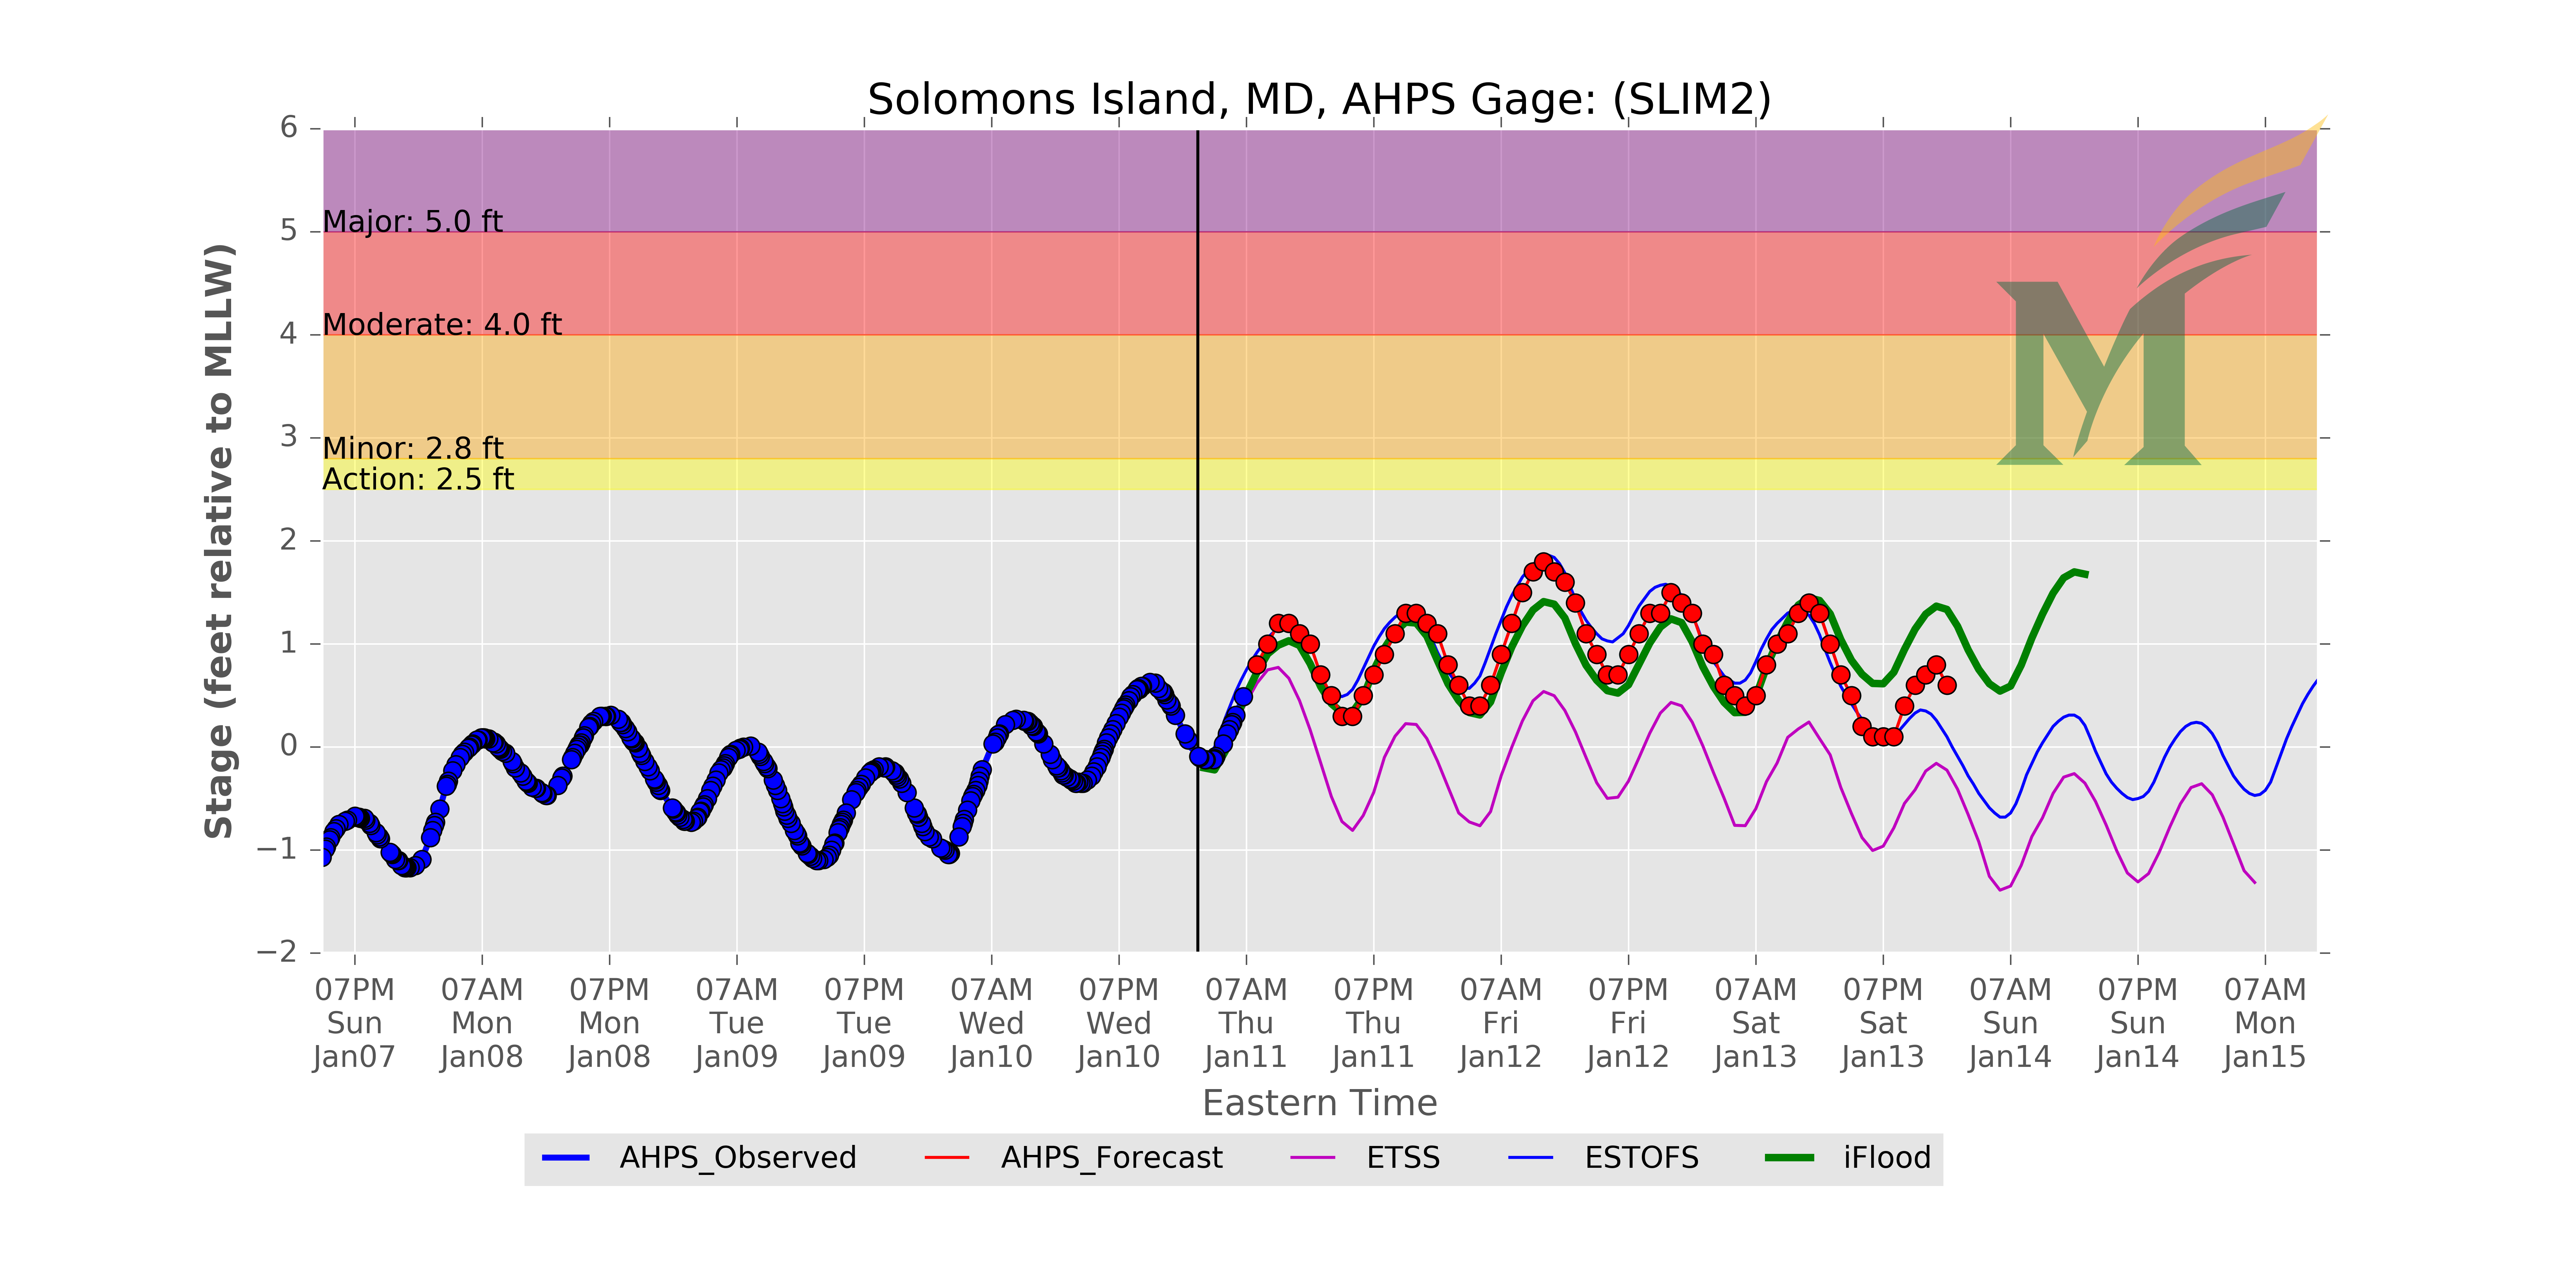 Solomons Island, MD, AHPS Gage: (SLIM2)
Stage (feet relative to MLLW)
6
5
4
3
2
1
0
−1
−2
Major: 5.0 ft
Moderate: 4.0 ft
Minor: 2.8 ft
Action: 2.5 ft
M
07PM 07AM 07PM 07AM 07PM 07AM 07PM 07AM 07PM 07AM 07PM 07AM 07PM 07AM 07PM 07AM
Sun Mon Mon Tue Tue Wed Wed Thu Thu Fri Fri Sat Sat Sun Sun Mon
Jan07 Jan08 Jan08 Jan09 Jan09 Jan10 Jan10 Jan11 Jan11 Jan12 Jan12 Jan13 Jan13 Jan14 Jan14 Jan15
Eastern Time
AHPS_Observed AHPS_Forecast ETSS ESTOFS iFlood